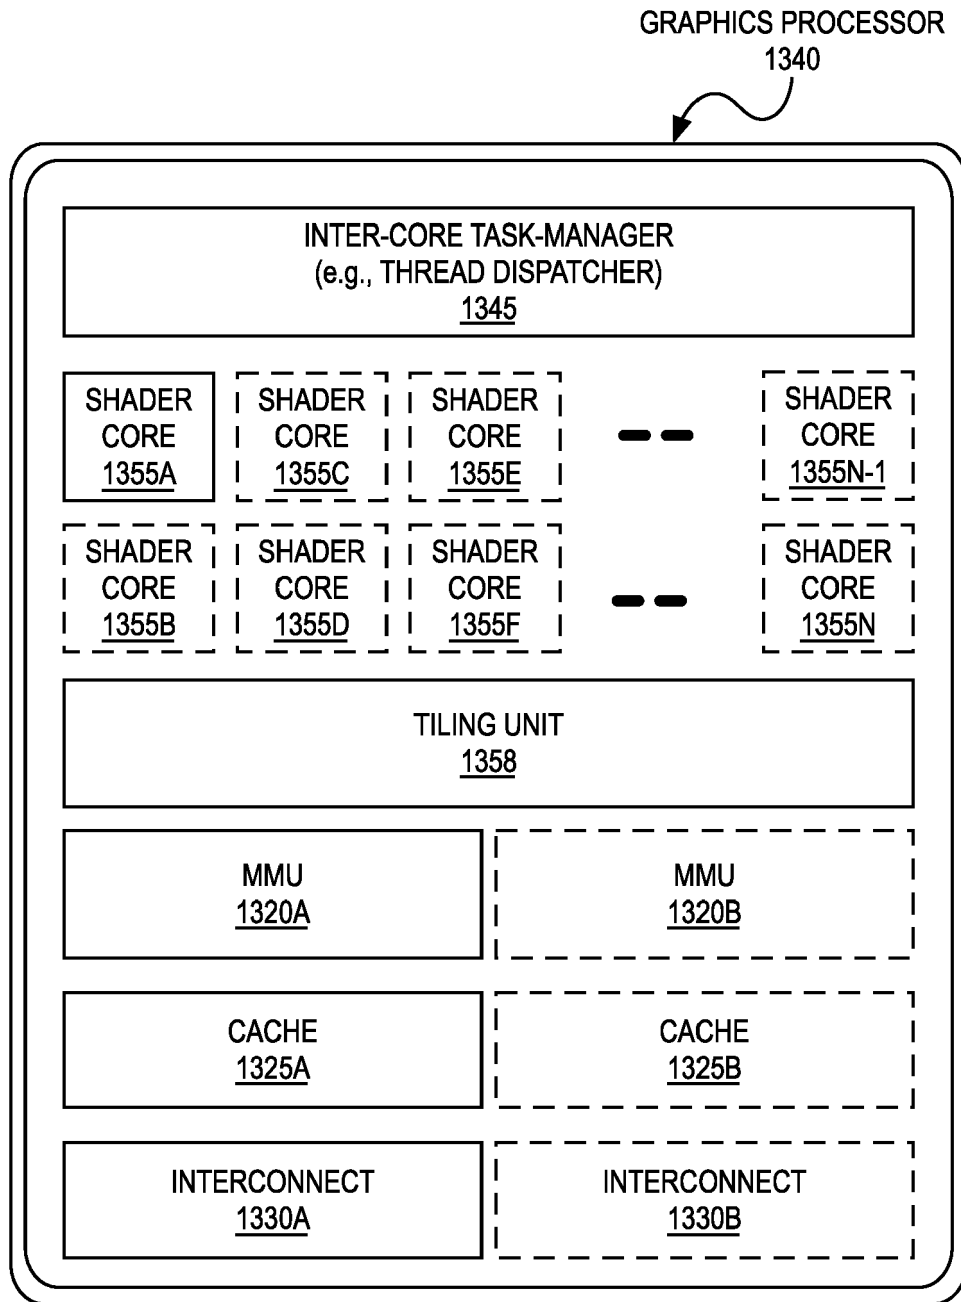 GRAPHICS PROCESSOR
1340
INTER-CORE TASK-MANAGER
(e.g., THREAD DISPATCHER)
1345
SHADER
CORE
1355A
SHADER
CORE
1355C
SHADER
CORE
1355E
SHADER
CORE
1355N-1
SHADER
CORE
1355B
SHADER
CORE
1355D
SHADER
CORE
1355F
SHADER
CORE
1355N
TILING UNIT
1358
MMU
1320A
MMU
1320B
CACHE
1325A
CACHE
1325B
INTERCONNECT
1330A
INTERCONNECT
1330B